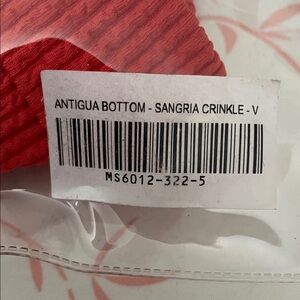 ANTIGUA BOTTOM - SANGRIA CRINKLE - V
MS6012-322-5